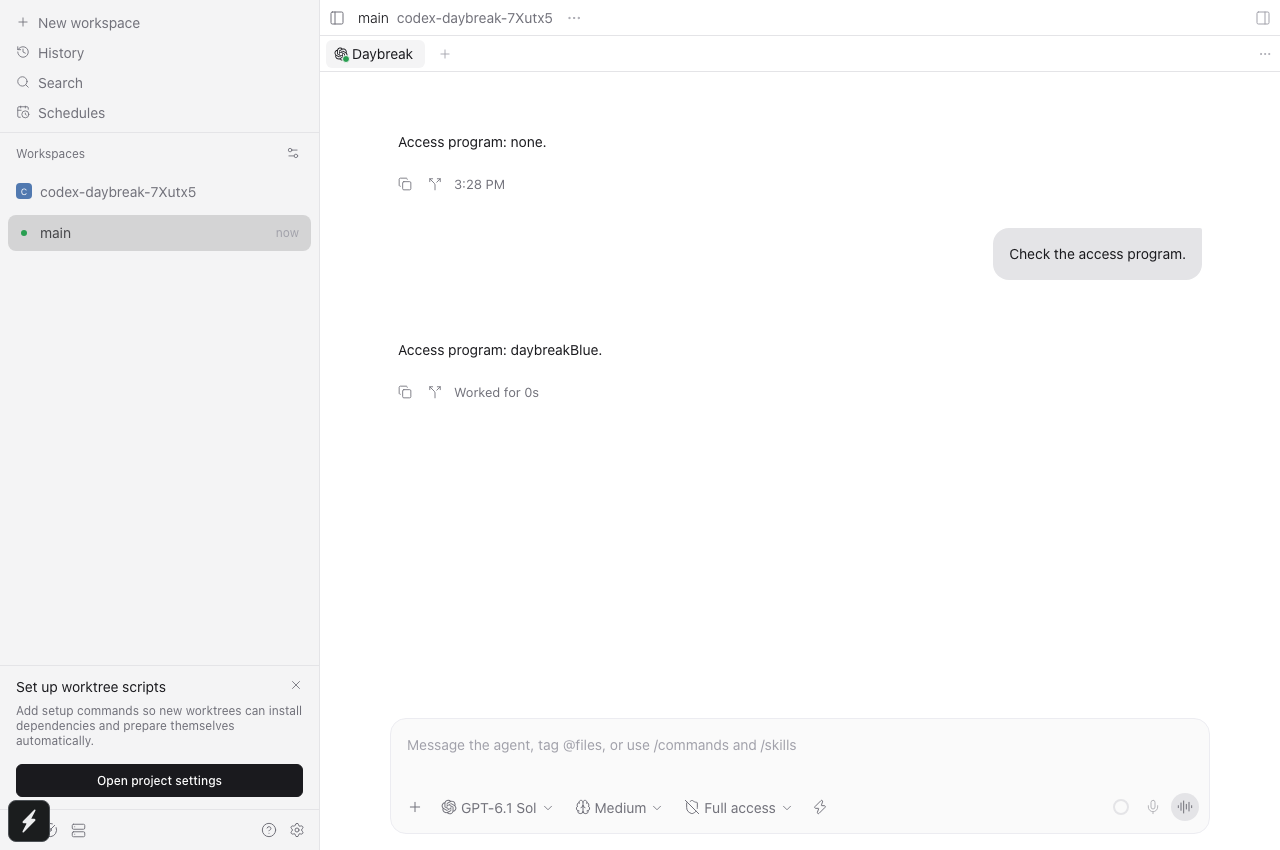 New workspace
History
Search
Schedules
Workspaces
C codex-daybreak-7Xutx5
main now
Set up worktree scripts
Add setup commands so new worktrees can install
dependencies and prepare themselves
automatically.
Open project settings
main codex-daybreak-7Xutx5
Daybreak
Access program: none.
3:28 PM
Check the access program.
Access program: daybreakBlue.
Worked for 0s
Message the agent, tag @files, or use /commands and /skills
GPT-6.1 Sol Medium Full access